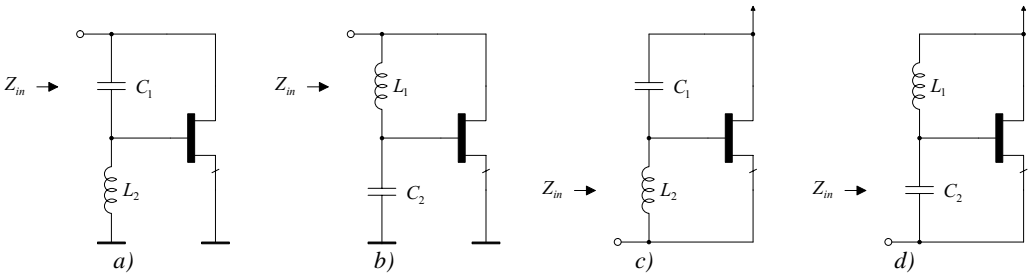 Z_in C_1 L_2 a)
Z_in L_1 C_2 b)
C_1 Z_in L_2 c)
L_1 Z_in C_2 d)